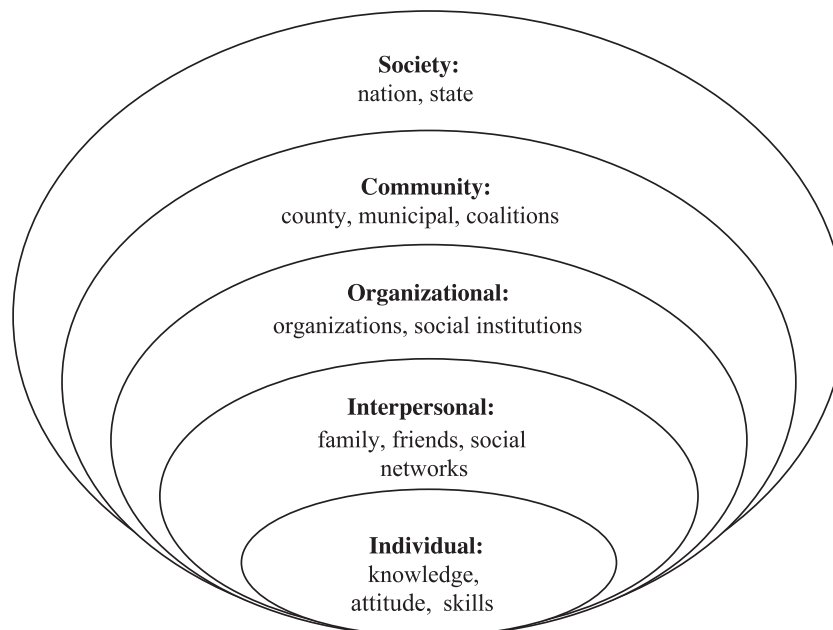 Society:
nation, state
Community:
county, municipal, coalitions
Organizational:
organizations, social institutions
Interpersonal:
family, friends, social
networks
Individual:
knowledge,
attitude, skills